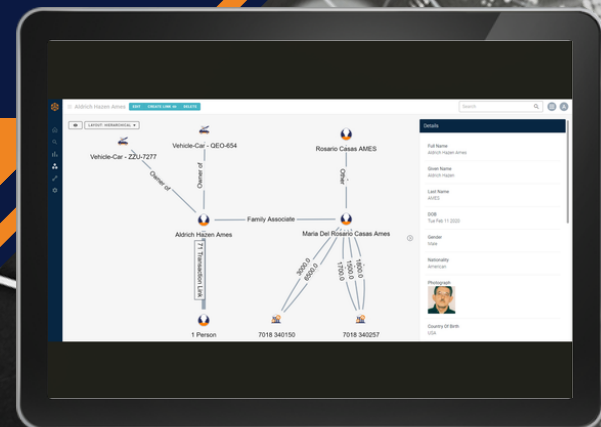 Aldrich Hazen Ames EDIT CREATE LINK AS DELETE Search A
LAYOUT: HIERARCHICAL
Vehicle-Car - ZZU-7277
Vehicle-Car - QEO-654
Rosario Casas AMES
Owner of
Owner of
Other
Family Associate
Aldrich Hazen Ames
Maria Del Rosario Casas Ames
71 Transaction Link
3000.0
6500.0
1700.0
1500.0
1800.0
1 Person
7018 340150
7018 340257
Details
Full Name
Aldrich Hazen Ames
Given Name
Aldrich Hazen
Last Name
AMES
DOB
Tue Feb 11 2020
Gender
Male
Nationality
American
Photograph
Country Of Birth
USA